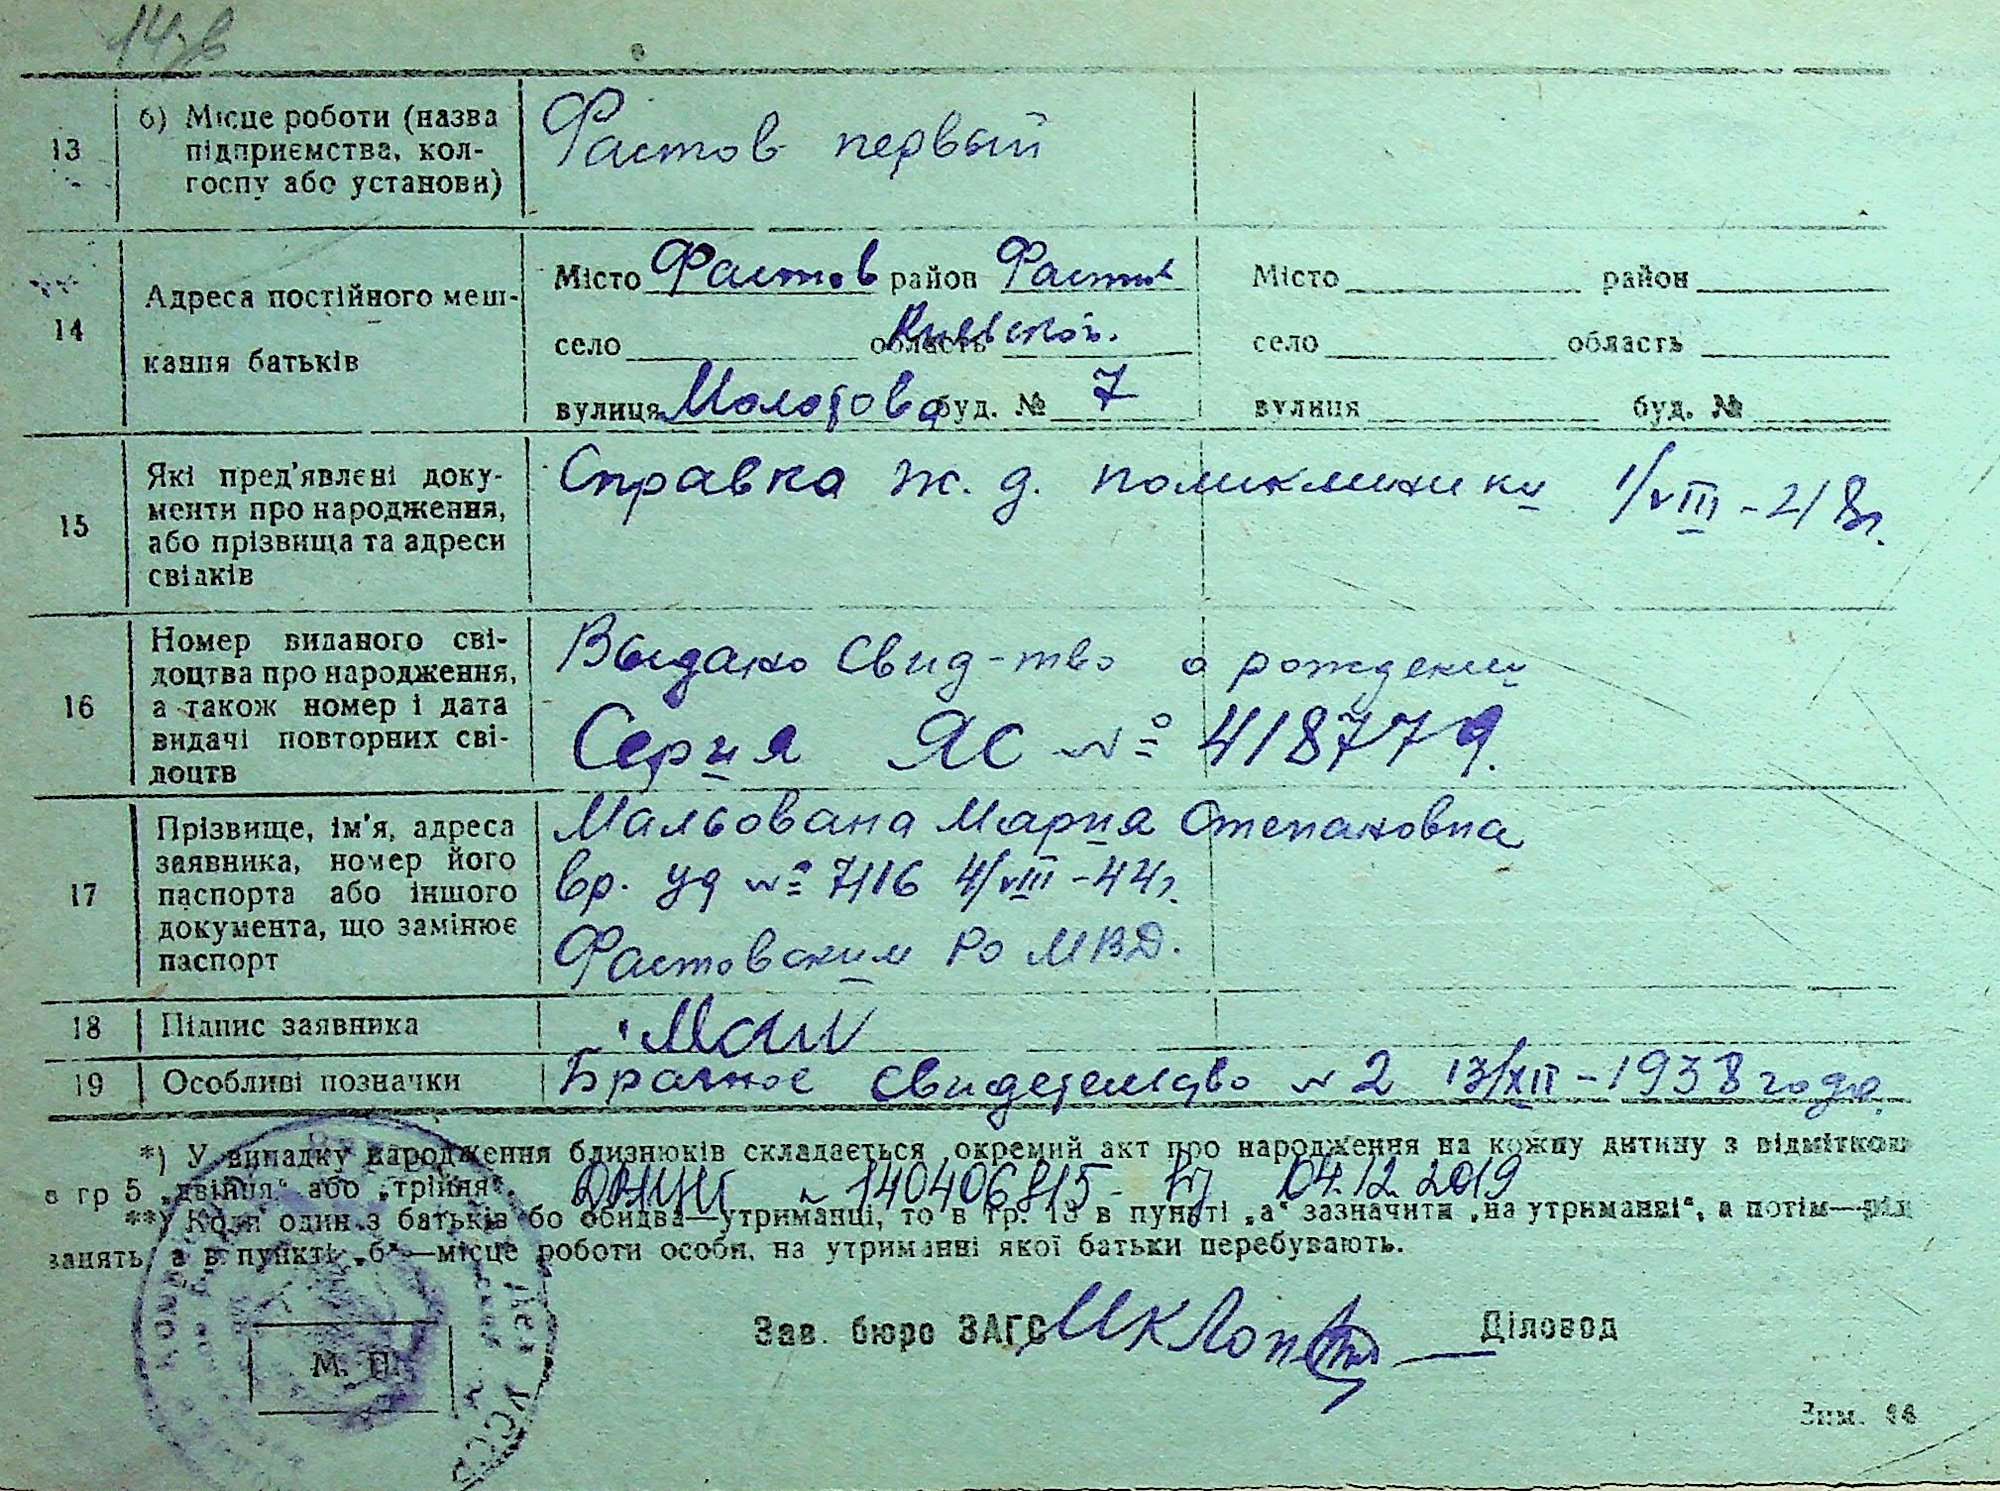 14зв
13
б) Місце роботи (назва
підприємства, кол-
госпу або установи)
Фастов первый
14
Адреса постійного меш-
кання батьків
Місто Фастов район Фастов
село область Киевской.
вулиця Молотова буд. № 7
Місто район
село область
вулиця буд. №
15
Які пред'явлені доку-
менти про народження,
або прізвища та адреси
свідків
Справка ж. д. поликлиники 1/VIII-
16
Номер виданого сві-
доцтва про народження,
а також номер і дата
видачі повторних сві-
доцтв
Выдано свид-тво о рождении
Серия ЯС № 418779.
17
Прізвище, ім'я, адреса
заявника, номер його
паспорта або іншого
документа, що замінює
паспорт
Мальована Мария Степановна
вр. уд № 7116 4/VIII-44г.
Фастовским РО МВД.
18
Підпис заявника
Мал
19
Особливі позначки
Брачное свидетельство № 2 13/XII-1938 года
*) У випадку народження близнюків складається окремий акт про народження на кожну дитину з відміткою
в гр 5 „двійня“ або „трійня“.
04.12.2019
**) Коли один з батьків бо обидва—утриманці, то в гр. 13 в пункті „а“ зазначити „на утриманні“, а потім—рід
занять, а в пункті „б“—місце роботи особи, на утриманні якої батьки перебувають.
М. П.
УССР
Зав. бюро ЗАГС
Діловод